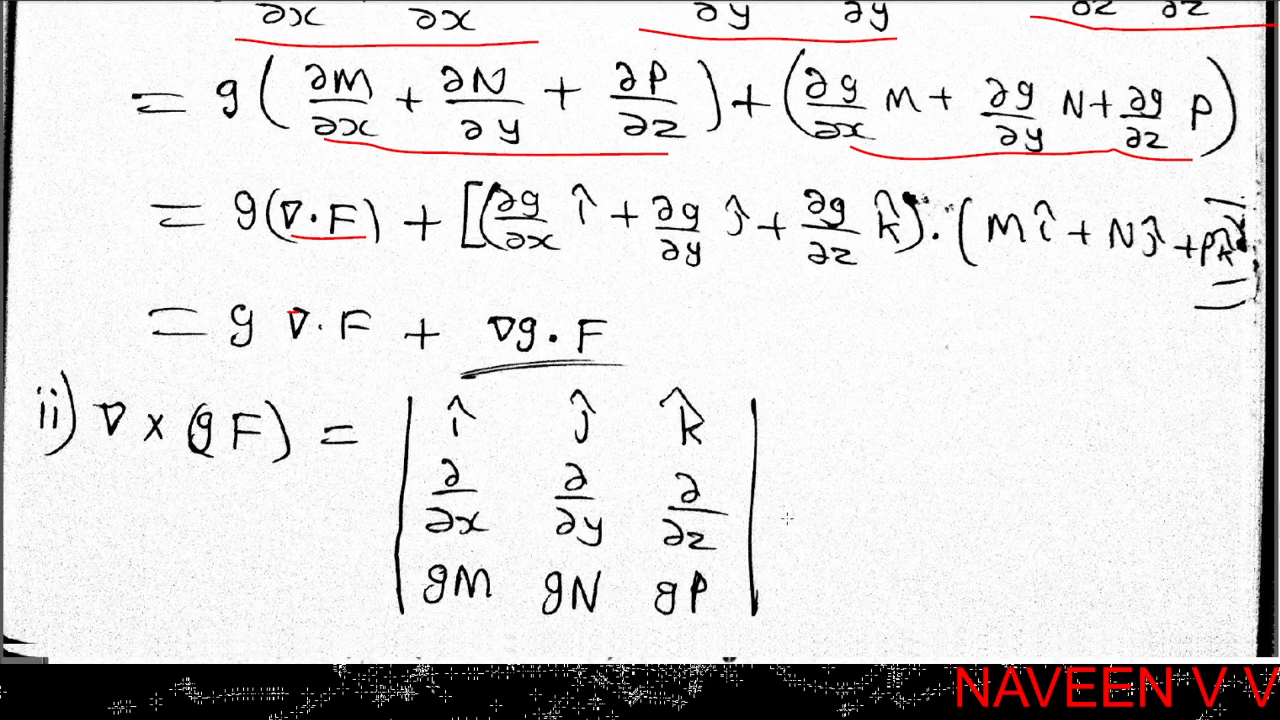 ∂x ∂x ∂y ∂y ∂z ∂z
= g(∂M/∂x + ∂N/∂y + ∂P/∂z) + (∂g/∂x M + ∂g/∂y N + ∂g/∂z P)
= g(∇·F) + [(∂g/∂x î + ∂g/∂y ĵ + ∂g/∂z k̂)·(Mî + Nĵ + Pk̂)]
= g ∇·F + ∇g·F
ii) ∇ × (gF) = | î ĵ k̂ |
∂/∂x ∂/∂y ∂/∂z
gM gN gP
NAVEEN V V